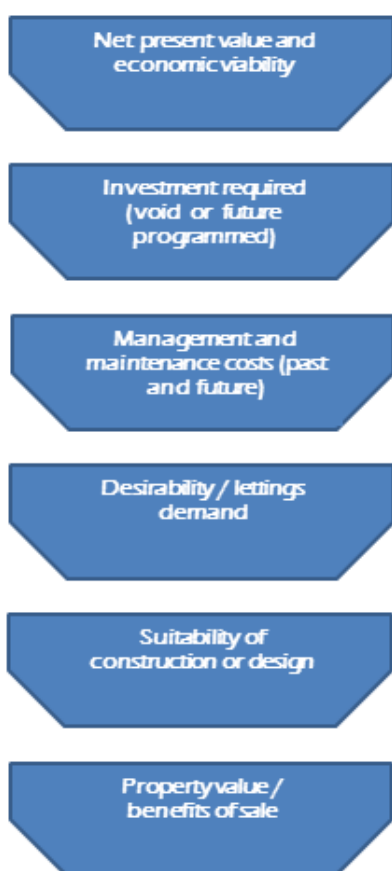 Net present value and
economic viability
Investment required
(void or future
programmed)
Management and
maintenance costs (past
and future)
Desirability / lettings
demand
Suitability of
construction or design
Property value /
benefits of sale